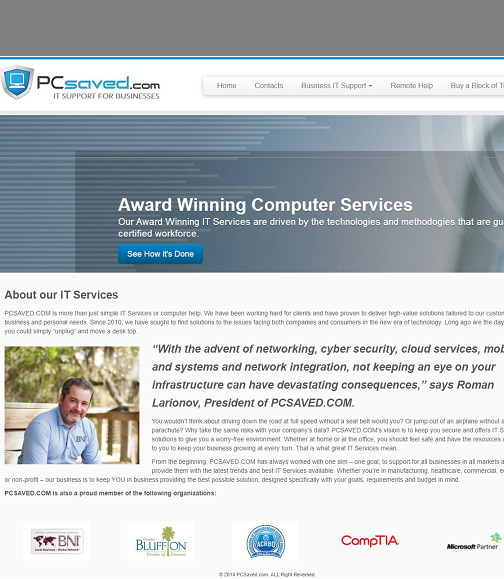 PCsaved.com
IT SUPPORT FOR BUSINESSES
Home Contacts Business IT Support Remote Help Buy a Block of
Award Winning Computer Services
Our Award Winning IT Services are driven by the technologies and methodogies that are
certified workforce.
See How it's Done
About our IT Services
PCSAVED.COM is more than just simple IT Services or computer help. We have been working hard for clients and have proven to deliver high-value solutions tailored to our
business and personal needs. Since 2010, we have sought to find solutions to the issues facing both companies and consumers in the new era of technology. Long ago are the
you could simply "unplug" and move a desk top.
"With the advent of networking, cyber security, cloud services,
and systems and network integration, not keeping an eye on your
infrastructure can have devastating consequences," says Roman
Larionov, President of PCSAVED.COM.
You wouldn't think about driving down the road at full speed without a seat belt would you? Or jump out of an airplane without
parachute? Why take the same risks with your company's data? PCSAVED.COM's vision is to keep you secure and offers IT
solutions to give you a worry-free environment. Whether at home or at the office, you should feel safe and have the resources
to you to keep your business growing at every turn. That is what great IT Services mean.
From the beginning, PCSAVED.COM has always worked with one aim – one goal; to support for all businesses in all markets
provide them with the latest trends and best IT Services available. Whether you're in manufacturing, healthcare, commercial,
or non-profit – our business is to keep YOU in business providing the best possible solution, designed specifically with your goals, requirements and budget in mind.
PCSAVED.COM is also a proud member of the following organizations:
BNI
BNI
Local Business - Global Network
Greater
BLUFFTON
Chamber of Commerce
ACRBO
CompTIA
Microsoft Partner
© 2014 PCSaved.com. ALL Right Reserved.